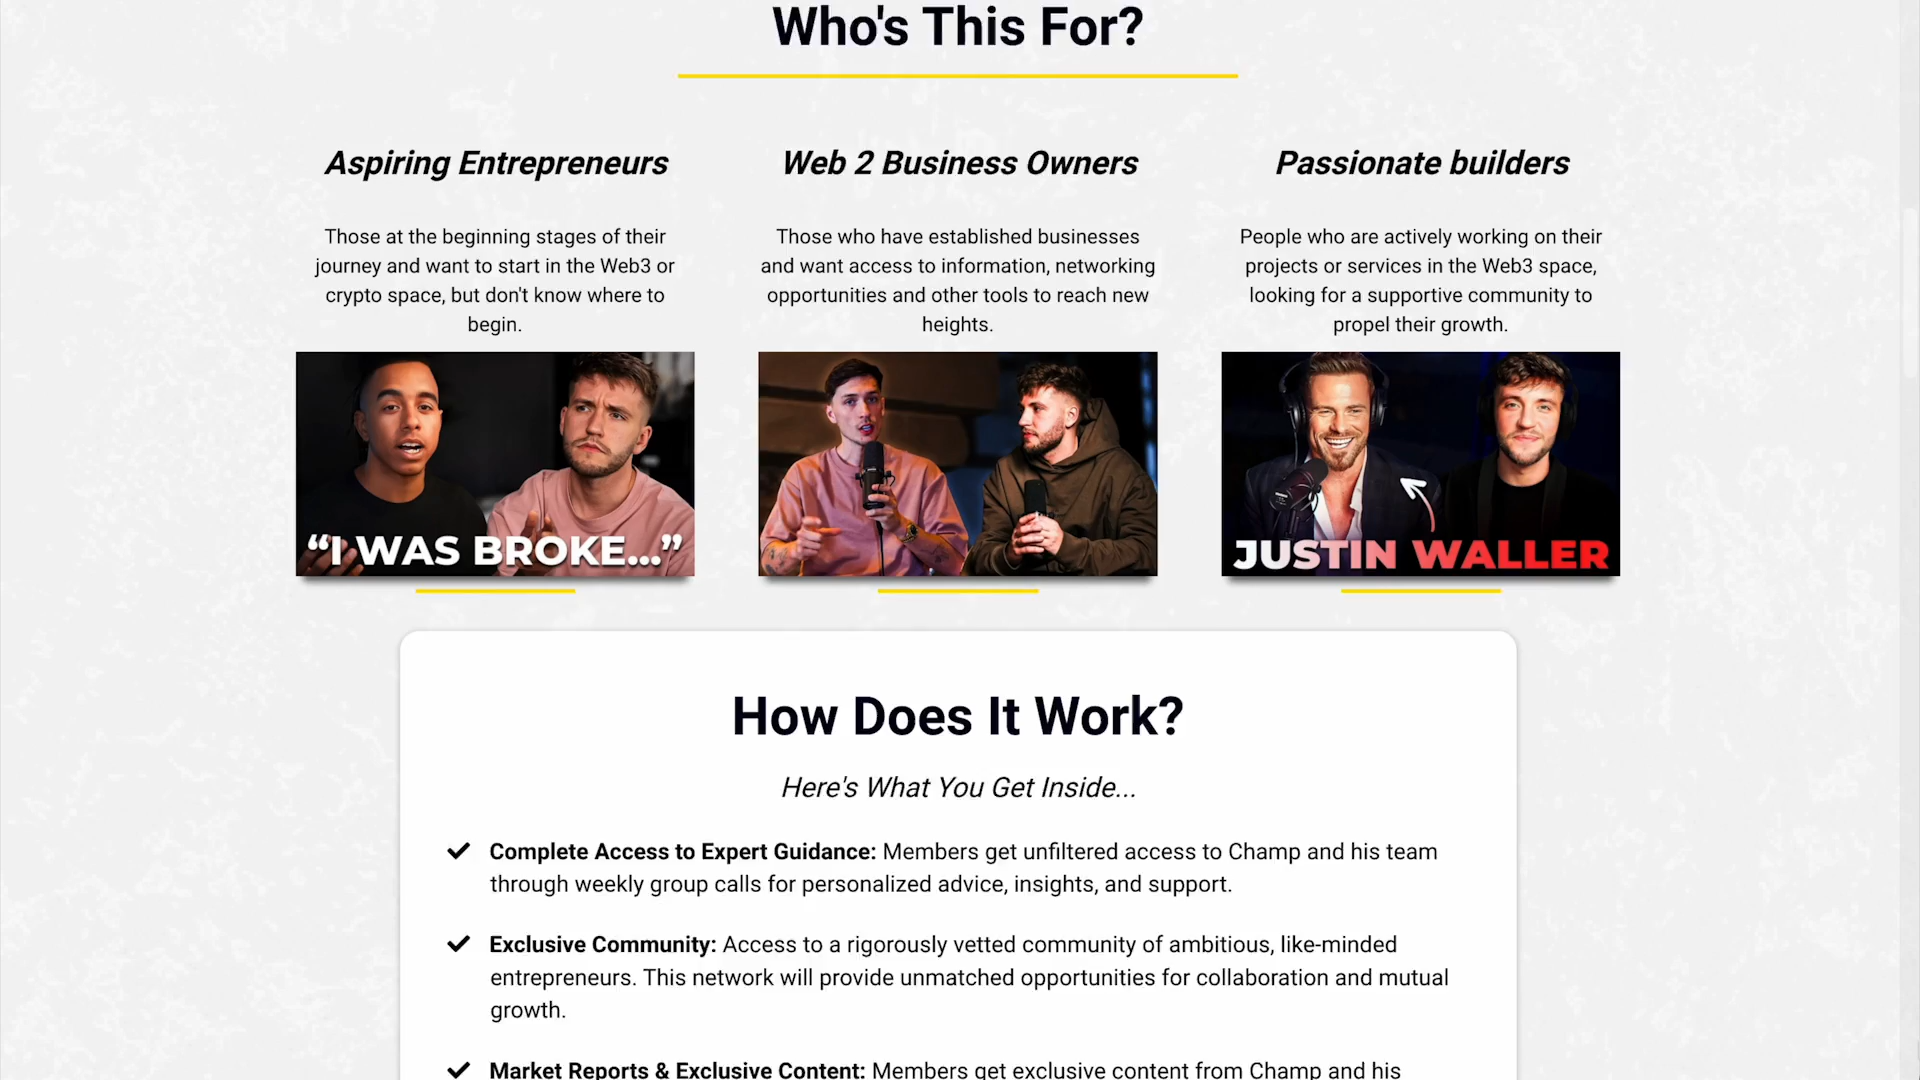 Who's This For?
Aspiring Entrepreneurs
Those at the beginning stages of their
journey and want to start in the Web3 or
crypto space, but don't know where to
begin.
“I WAS BROKE...”
Web 2 Business Owners
Those who have established businesses
and want access to information, networking
opportunities and other tools to reach new
heights.
Passionate builders
People who are actively working on their
projects or services in the Web3 space,
looking for a supportive community to
propel their growth.
JUSTIN WALLER
How Does It Work?
Here's What You Get Inside...
Complete Access to Expert Guidance: Members get unfiltered access to Champ and his team
through weekly group calls for personalized advice, insights, and support.
Exclusive Community: Access to a rigorously vetted community of ambitious, like-minded
entrepreneurs. This network will provide unmatched opportunities for collaboration and mutual
growth.
Market Reports & Exclusive Content: Members get exclusive content from Champ and his